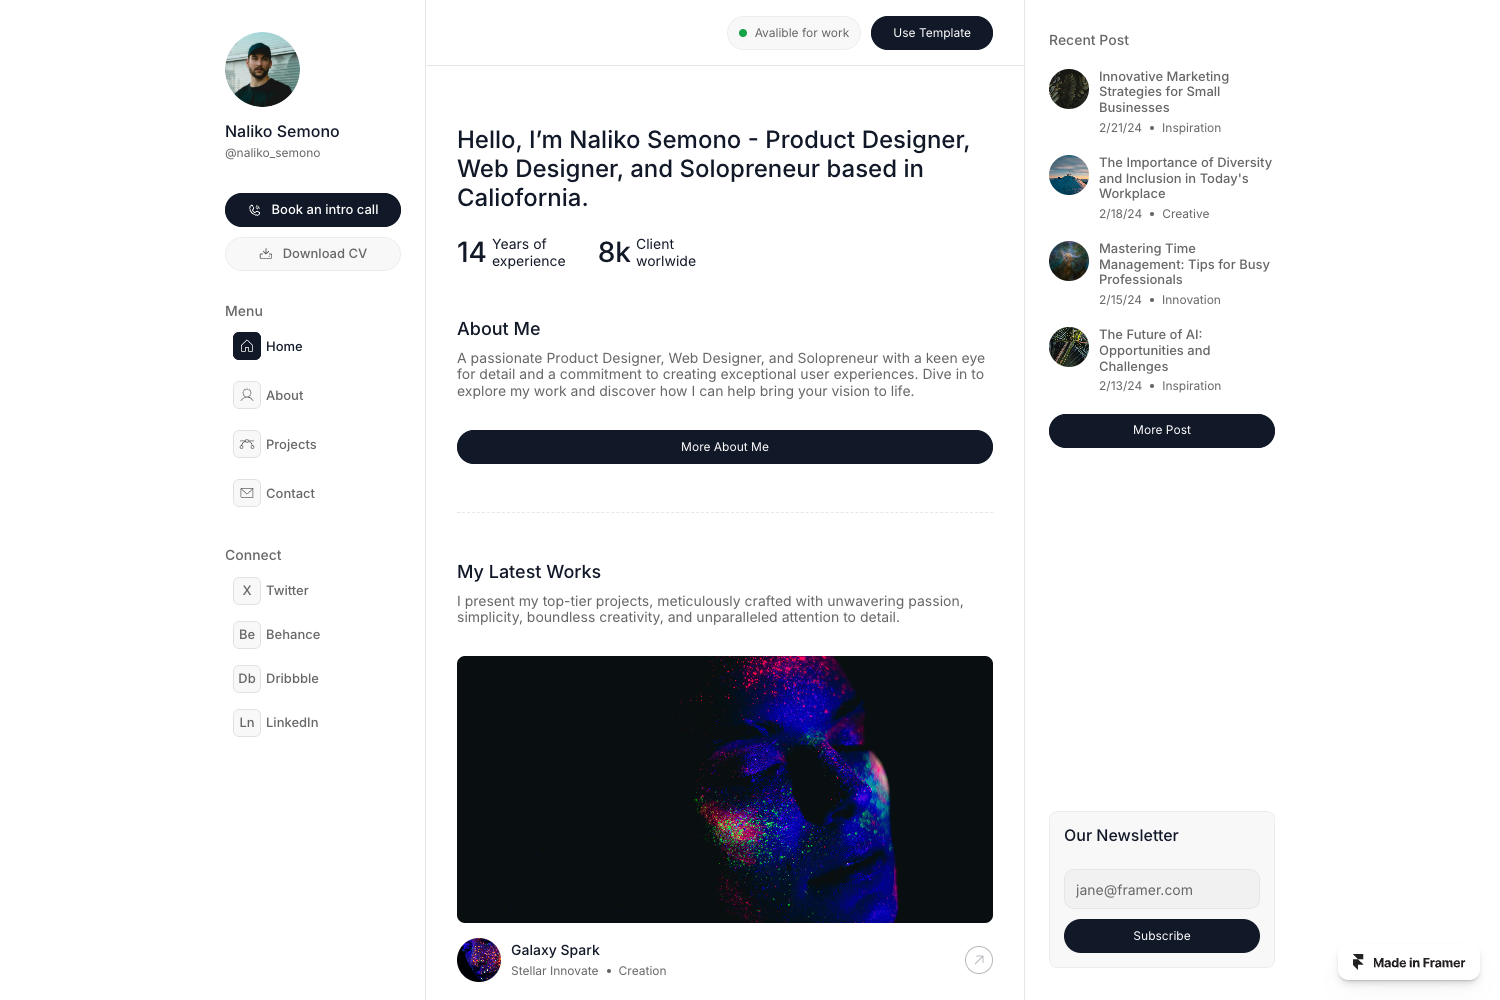 Naliko Semono
@naliko_semono
Book an intro call
Download CV
Menu
Home
About
Projects
Contact
Connect
X Twitter
Be Behance
Db Dribbble
Ln LinkedIn
Avalible for work
Use Template
Hello, I’m Naliko Semono - Product Designer,
Web Designer, and Solopreneur based in
Caliofornia.
14 Years of
experience
8k Client
worlwide
About Me
A passionate Product Designer, Web Designer, and Solopreneur with a keen eye
for detail and a commitment to creating exceptional user experiences. Dive in to
explore my work and discover how I can help bring your vision to life.
More About Me
My Latest Works
I present my top-tier projects, meticulously crafted with unwavering passion,
simplicity, boundless creativity, and unparalleled attention to detail.
Galaxy Spark
Stellar Innovate • Creation
Recent Post
Innovative Marketing
Strategies for Small
Businesses
2/21/24 • Inspiration
The Importance of Diversity
and Inclusion in Today's
Workplace
2/18/24 • Creative
Mastering Time
Management: Tips for Busy
Professionals
2/15/24 • Innovation
The Future of AI:
Opportunities and
Challenges
2/13/24 • Inspiration
More Post
Our Newsletter
jane@framer.com
Subscribe
Made in Framer